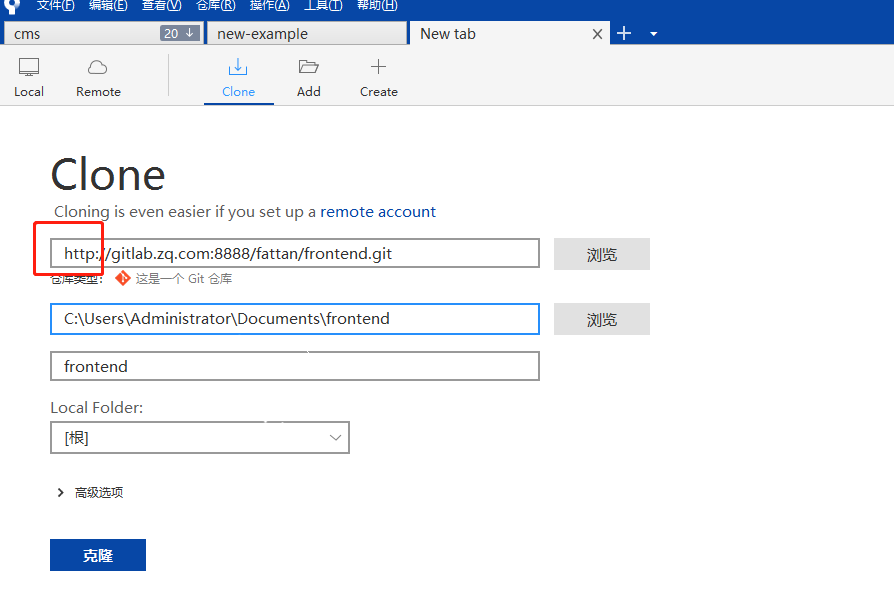 文件(F) 编辑(E) 查看(V) 仓库(R) 操作(A) 工具(T) 帮助(H)
cms 20 ↓ new-example New tab
Local Remote Clone Add Create
Clone
Cloning is even easier if you set up a remote account
http://gitlab.zq.com:8888/fattan/frontend.git 浏览
仓库类型: 这是一个 Git 仓库
C:\Users\Administrator\Documents\frontend 浏览
frontend
Local Folder:
[根]
高级选项
克隆